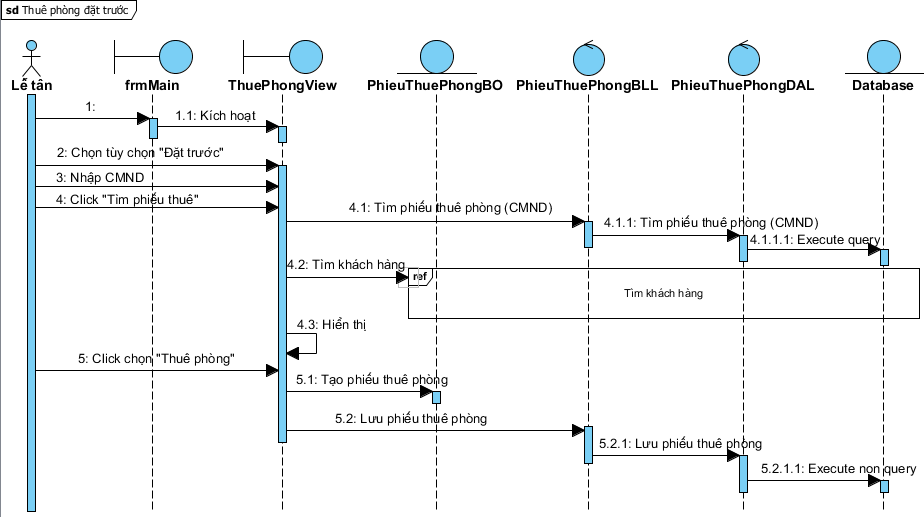 sd Thuê phòng đặt trước
Lễ tân
frmMain
ThuePhongView
PhieuThuePhongBO
PhieuThuePhongBLL
PhieuThuePhongDAL
Database
1:
1.1: Kích hoạt
2: Chọn tùy chọn "Đặt trước"
3: Nhập CMND
4: Click "Tìm phiếu thuê"
4.1: Tìm phiếu thuê phòng (CMND)
4.1.1: Tìm phiếu thuê phòng (CMND)
4.1.1.1: Execute query
4.2: Tìm khách hàng
ref
Tìm khách hàng
4.3: Hiển thị
5: Click chọn "Thuê phòng"
5.1: Tạo phiếu thuê phòng
5.2: Lưu phiếu thuê phòng
5.2.1: Lưu phiếu thuê phòng
5.2.1.1: Execute non query